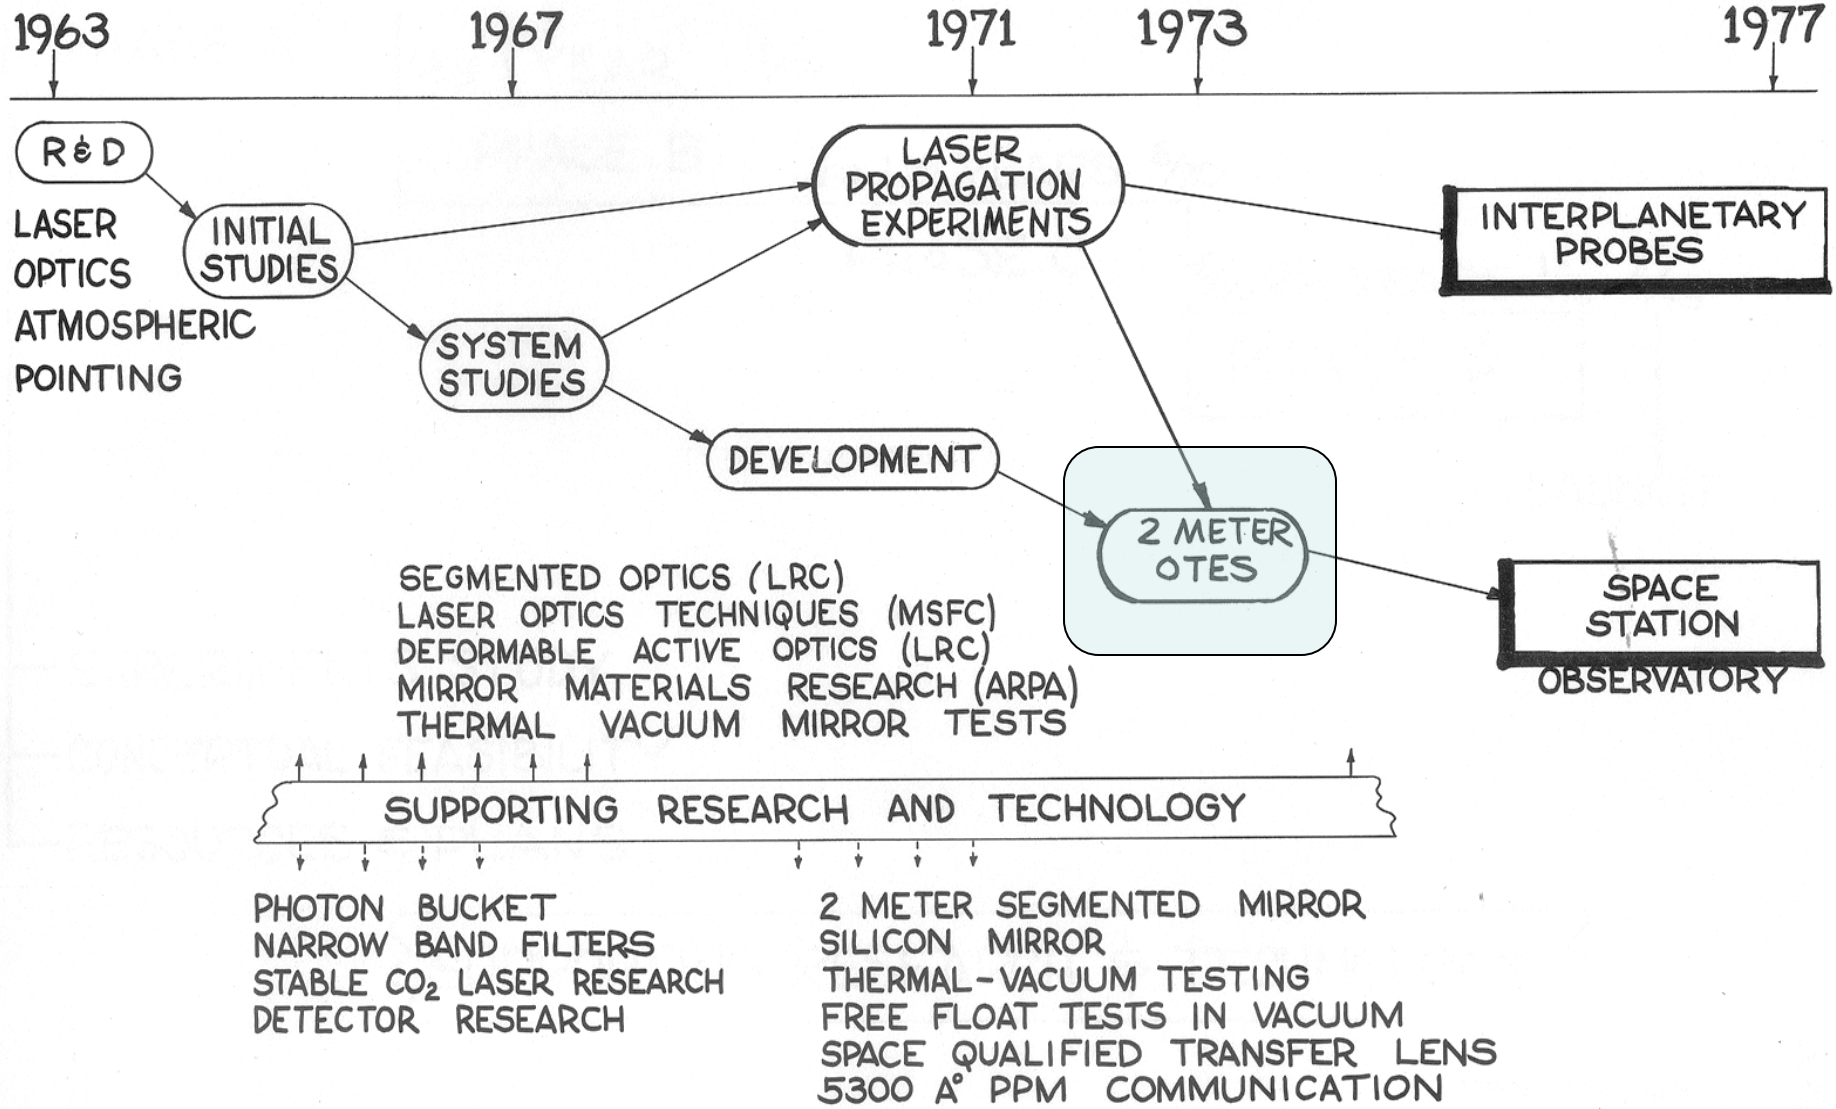 1963 1967 1971 1973 1977
R & D
LASER
OPTICS
ATMOSPHERIC
POINTING
INITIAL
STUDIES
SYSTEM
STUDIES
LASER
PROPAGATION
EXPERIMENTS
DEVELOPMENT
2 METER
OTES
INTERPLANETARY
PROBES
SPACE
STATION
OBSERVATORY
SEGMENTED OPTICS (LRC)
LASER OPTICS TECHNIQUES (MSFC)
DEFORMABLE ACTIVE OPTICS (LRC)
MIRROR MATERIALS RESEARCH (ARPA)
THERMAL VACUUM MIRROR TESTS
SUPPORTING RESEARCH AND TECHNOLOGY
PHOTON BUCKET
NARROW BAND FILTERS
STABLE CO₂ LASER RESEARCH
DETECTOR RESEARCH
2 METER SEGMENTED MIRROR
SILICON MIRROR
THERMAL-VACUUM TESTING
FREE FLOAT TESTS IN VACUUM
SPACE QUALIFIED TRANSFER LENS
5300 A° PPM COMMUNICATION